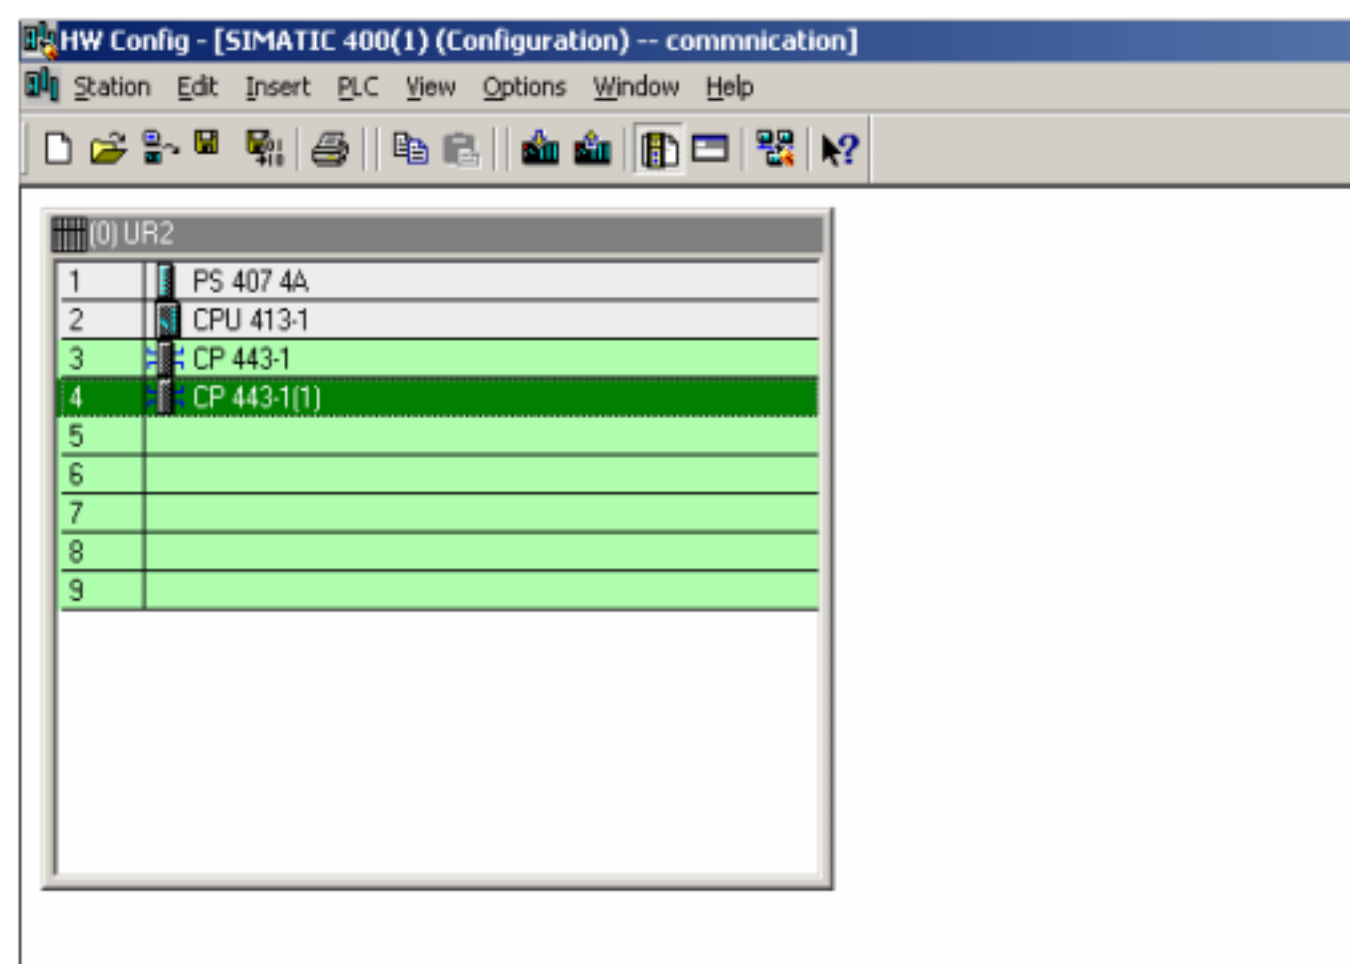 HW Config - [SIMATIC 400(1) (Configuration) -- commnication]
Station Edit Insert PLC View Options Window Help
(0) UR2
1 PS 407 4A
2 CPU 413-1
3 CP 443-1
4 CP 443-1(1)
5
6
7
8
9